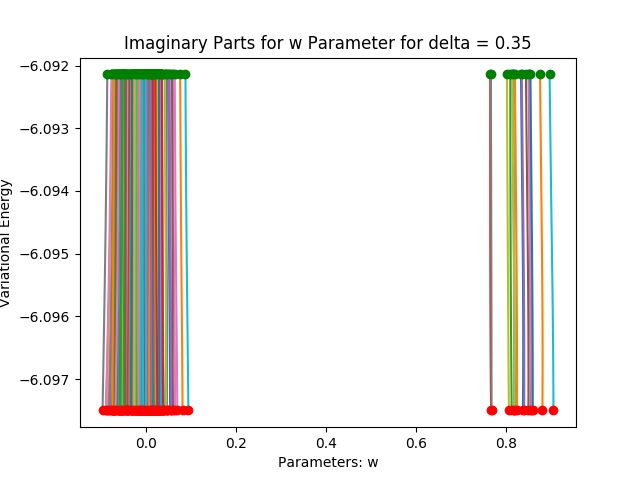 Imaginary Parts for w Parameter for delta = 0.35
−6.092
−6.093
−6.094
−6.095
−6.096
−6.097
Variational Energy
0.0 0.2 0.4 0.6 0.8
Parameters: w